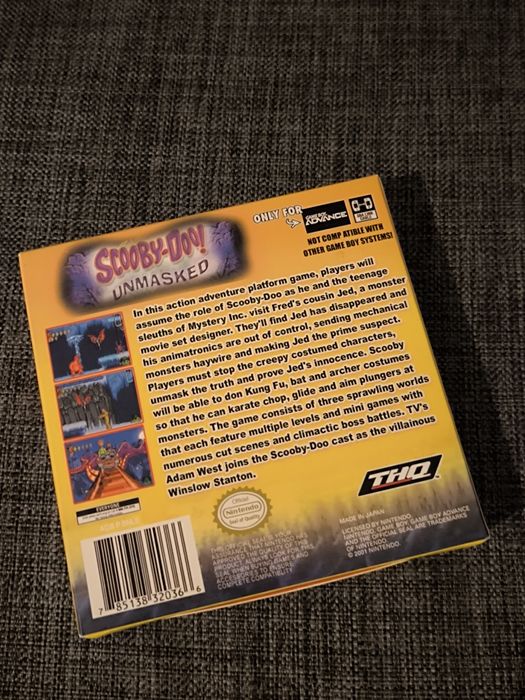 SCOOBY-DOO!
UNMASKED
ONLY FOR
GAME BOY ADVANCE
NOT COMP ATIBLE WITH
OTHER GAME BOY SYSTEMS!
In this action adventure platform game, players will
assume the role of Scooby-Doo as he and the teenage
sleuths of Mystery Inc. visit Fred's cousin Jed, a monster
movie set designer. They'll find Jed has disappeared and
his animatronics are out of control, sending mechanical
monsters haywire and making Jed the prime suspect.
Players must stop the creepy costumed characters,
unmask the truth and prove Jed's innocence. Scooby
will be able to don Kung Fu, bat and archer costumes
so that he can karate chop, glide and aim plungers at
monsters. The game consists of three sprawling worlds
that each feature multiple levels and mini games with
numerous cut scenes and climactic boss battles. TV's
Adam West joins the Scooby-Doo cast as the villainous
Winslow Stanton.
EVERYONE
Official
Nintendo
Seal of Quality
THQ
MADE IN JAPAN
LICENSED BY NINTENDO.
NINTENDO, GAME BOY, GAME BOY ADVANCE
AND THE OFFICIAL SEAL ARE TRADEMARKS
OF NINTENDO.
© 2001 NINTENDO.
7 85138 32036 6